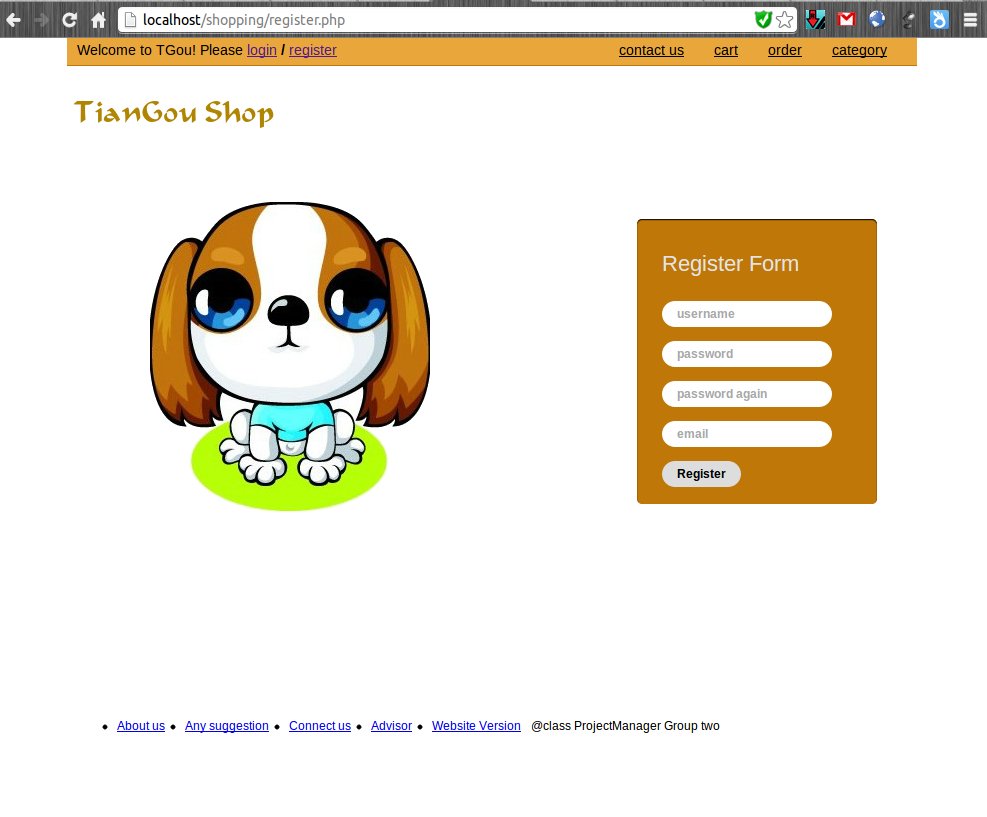 localhost/shopping/register.php
Welcome to TGou! Please login / register contact us cart order category
TianGou Shop
Register Form
username
password
password again
email
Register
About us Any suggestion Connect us Advisor Website Version @class ProjectManager Group two